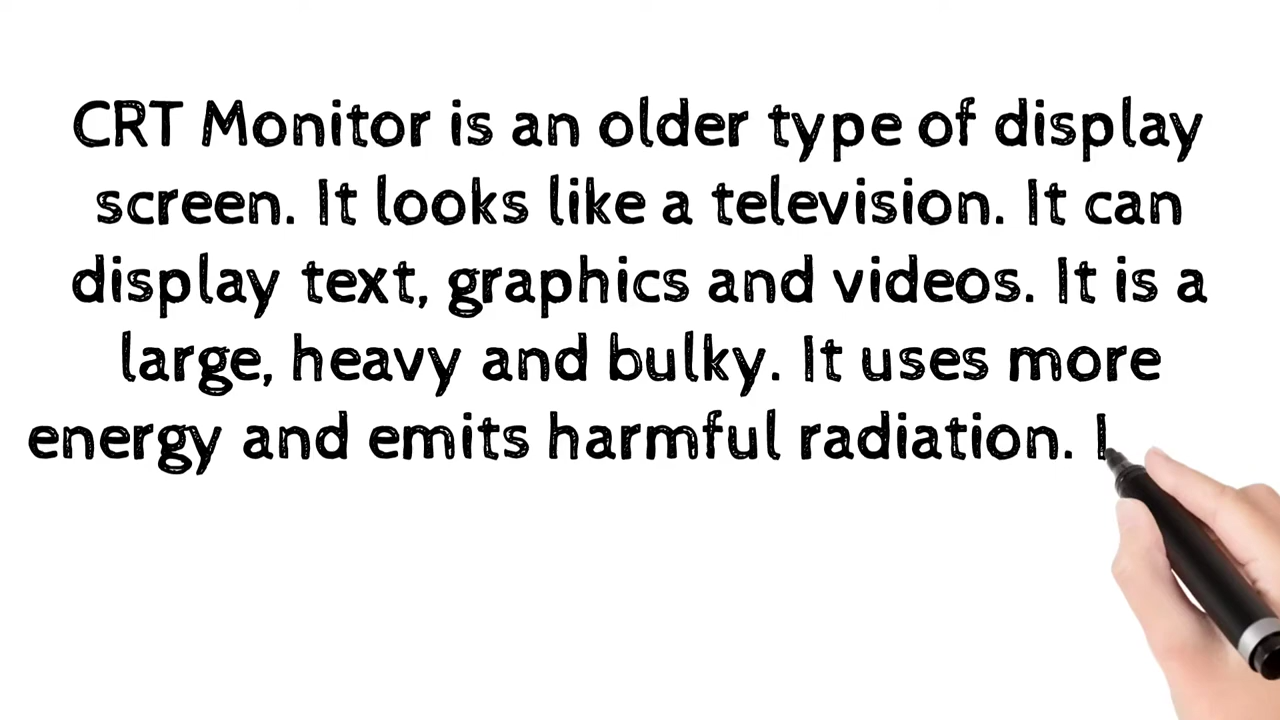 CRT Monitor is an older type of display
screen. It looks like a television. It can
display text, graphics and videos. It is a
large, heavy and bulky. It uses more
energy and emits harmful radiation. I